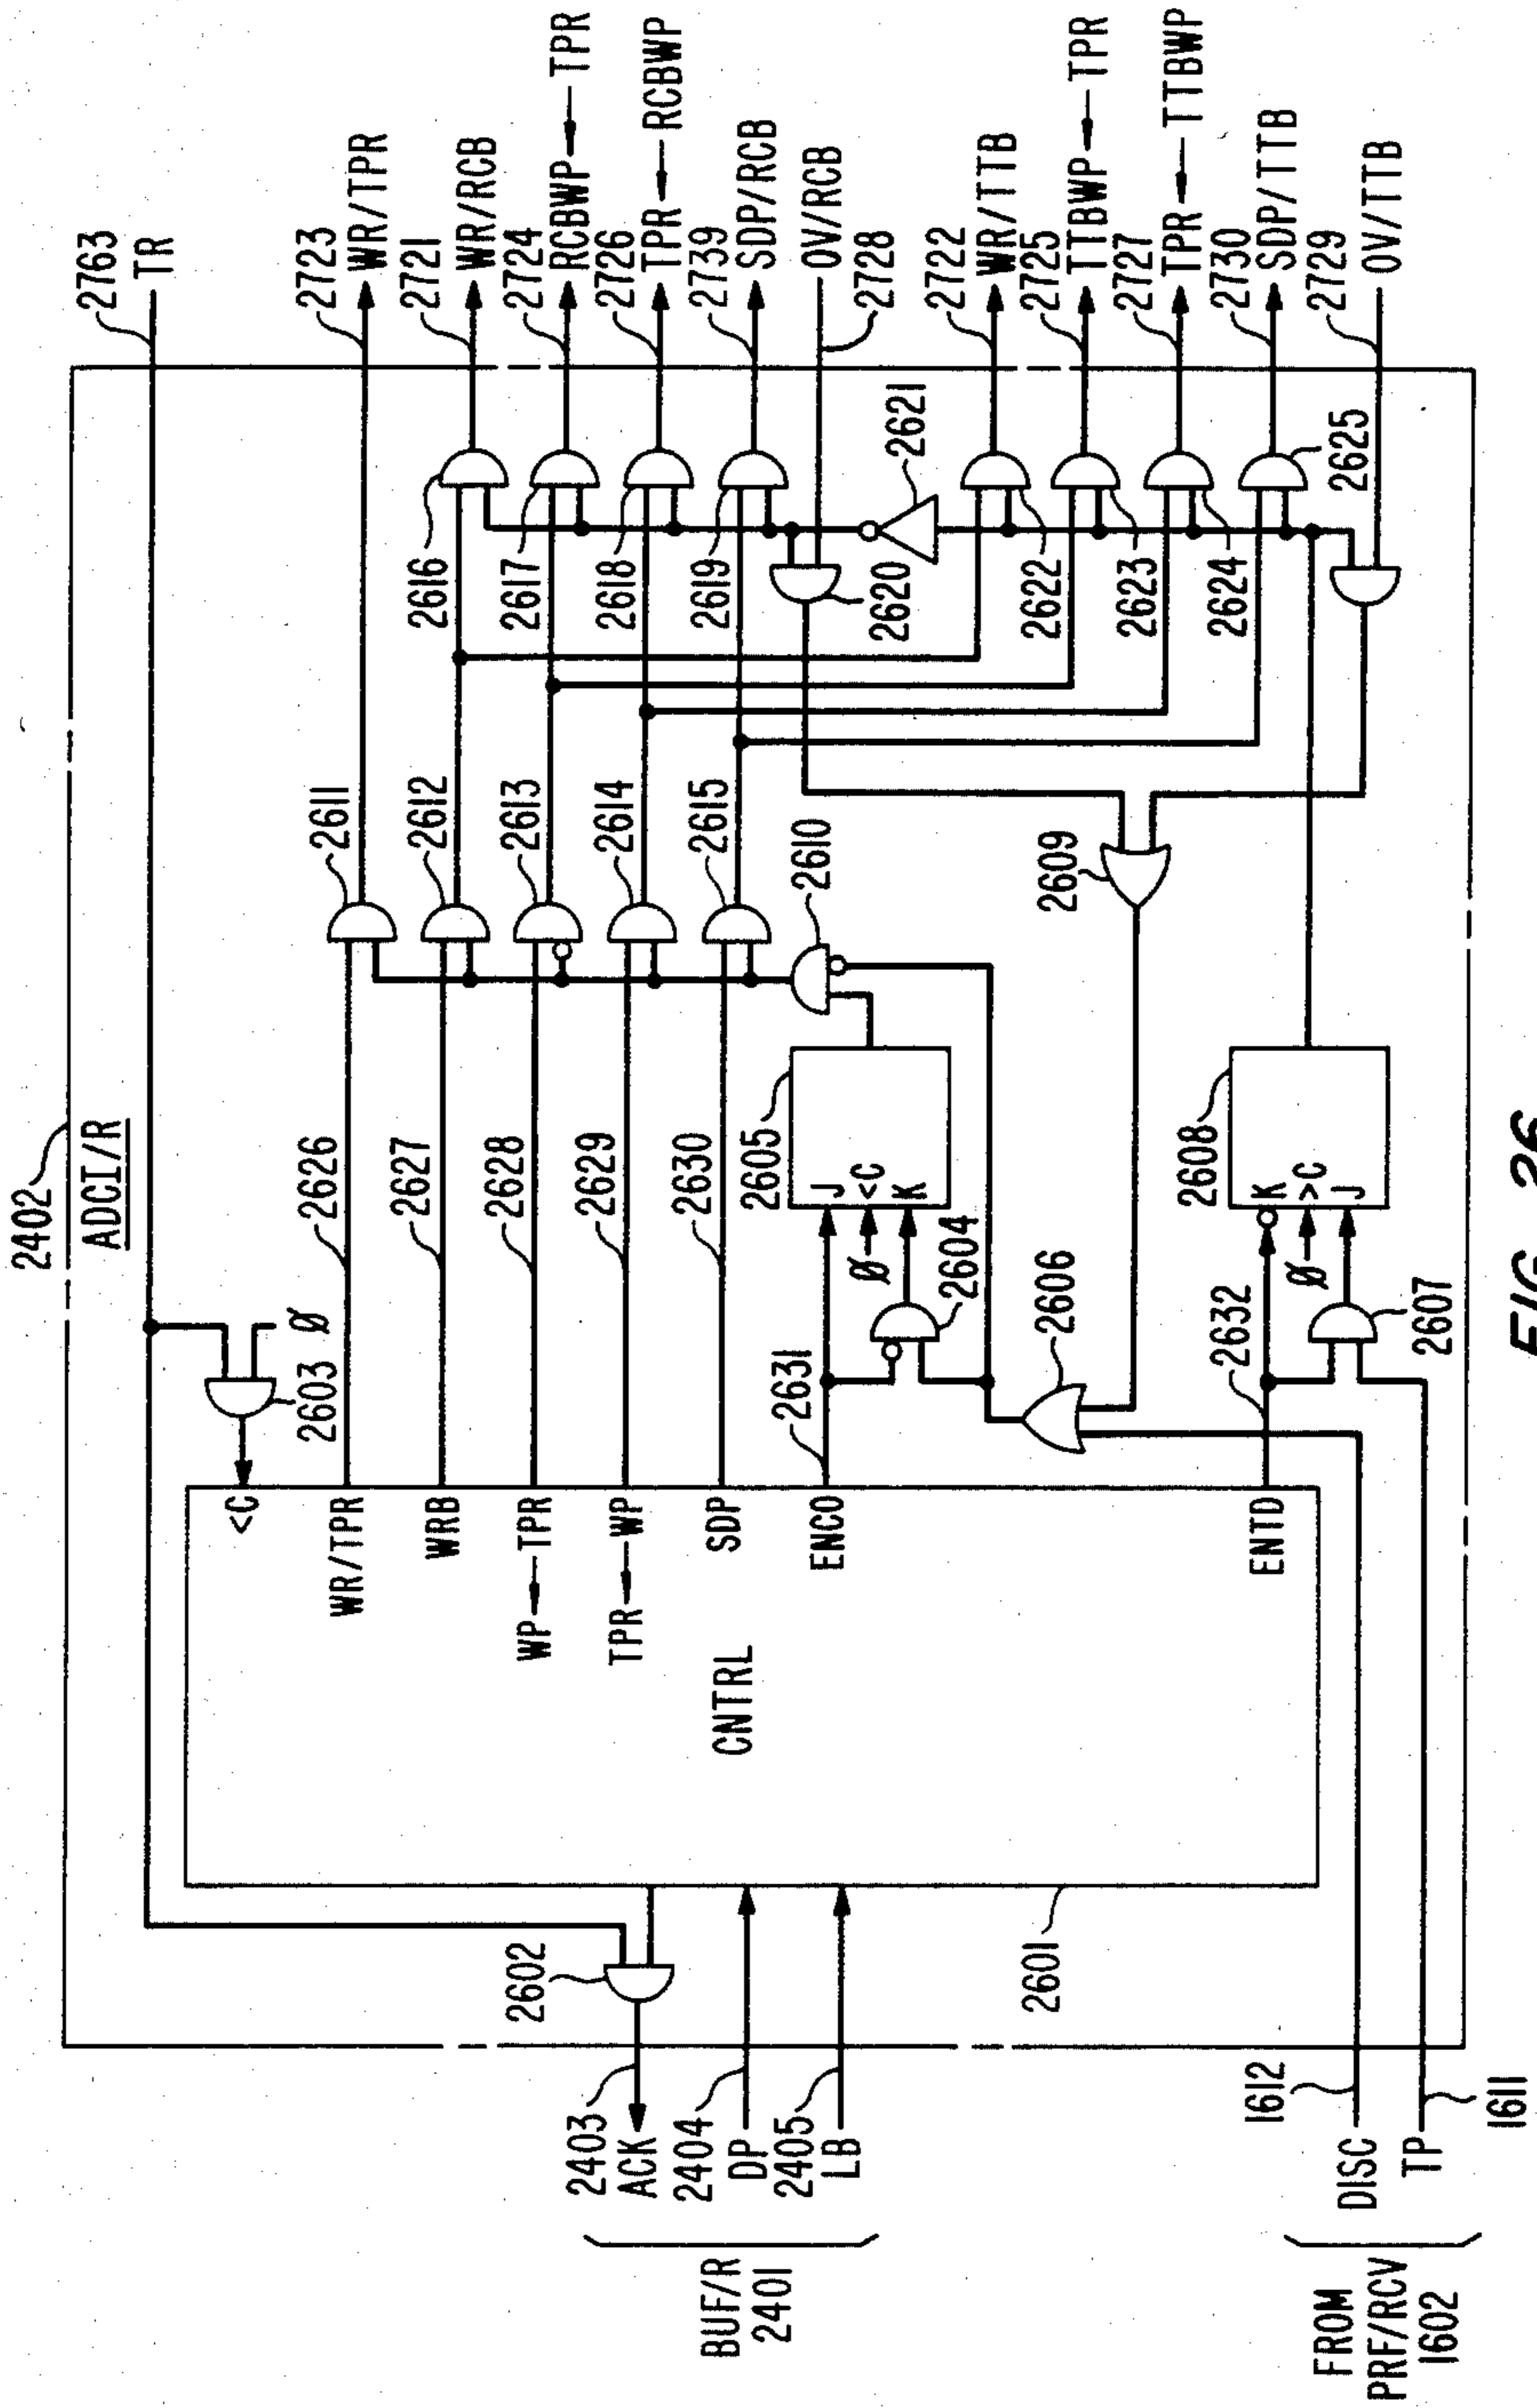 2402
ADCI/R
2763
TR
2603
Ø
<C
2626
2611
2723
WR/TPR
WR/TPR
2627
2612
2616
2721
WR/RCB
WRB
2628
2613
2617
2724
RCBWP←TPR
WP←TPR
2629
2614
2618
2726
TPR←RCBWP
TPR←WP
2630
2615
2619
2739
SDP/RCB
SDP
2610
2620
OV/RCB
2728
2621
ENCO
2631
2604
2605
J
<C
K
Ø
CNTRL
2602
2403
ACK
2404
DP
2405
LB
BUF/R
2401
2601
2606
2609
2622
2722
WR/TTB
2623
2725
TTBWP←TPR
2624
2727
TPR←TTBWP
2625
2730
SDP/TTB
2729
OV/TTB
ENTD
2632
2607
2608
K
>C
J
Ø
1612
DISC
TP
1611
FROM
PRF/RCV
1602
FIG. 26